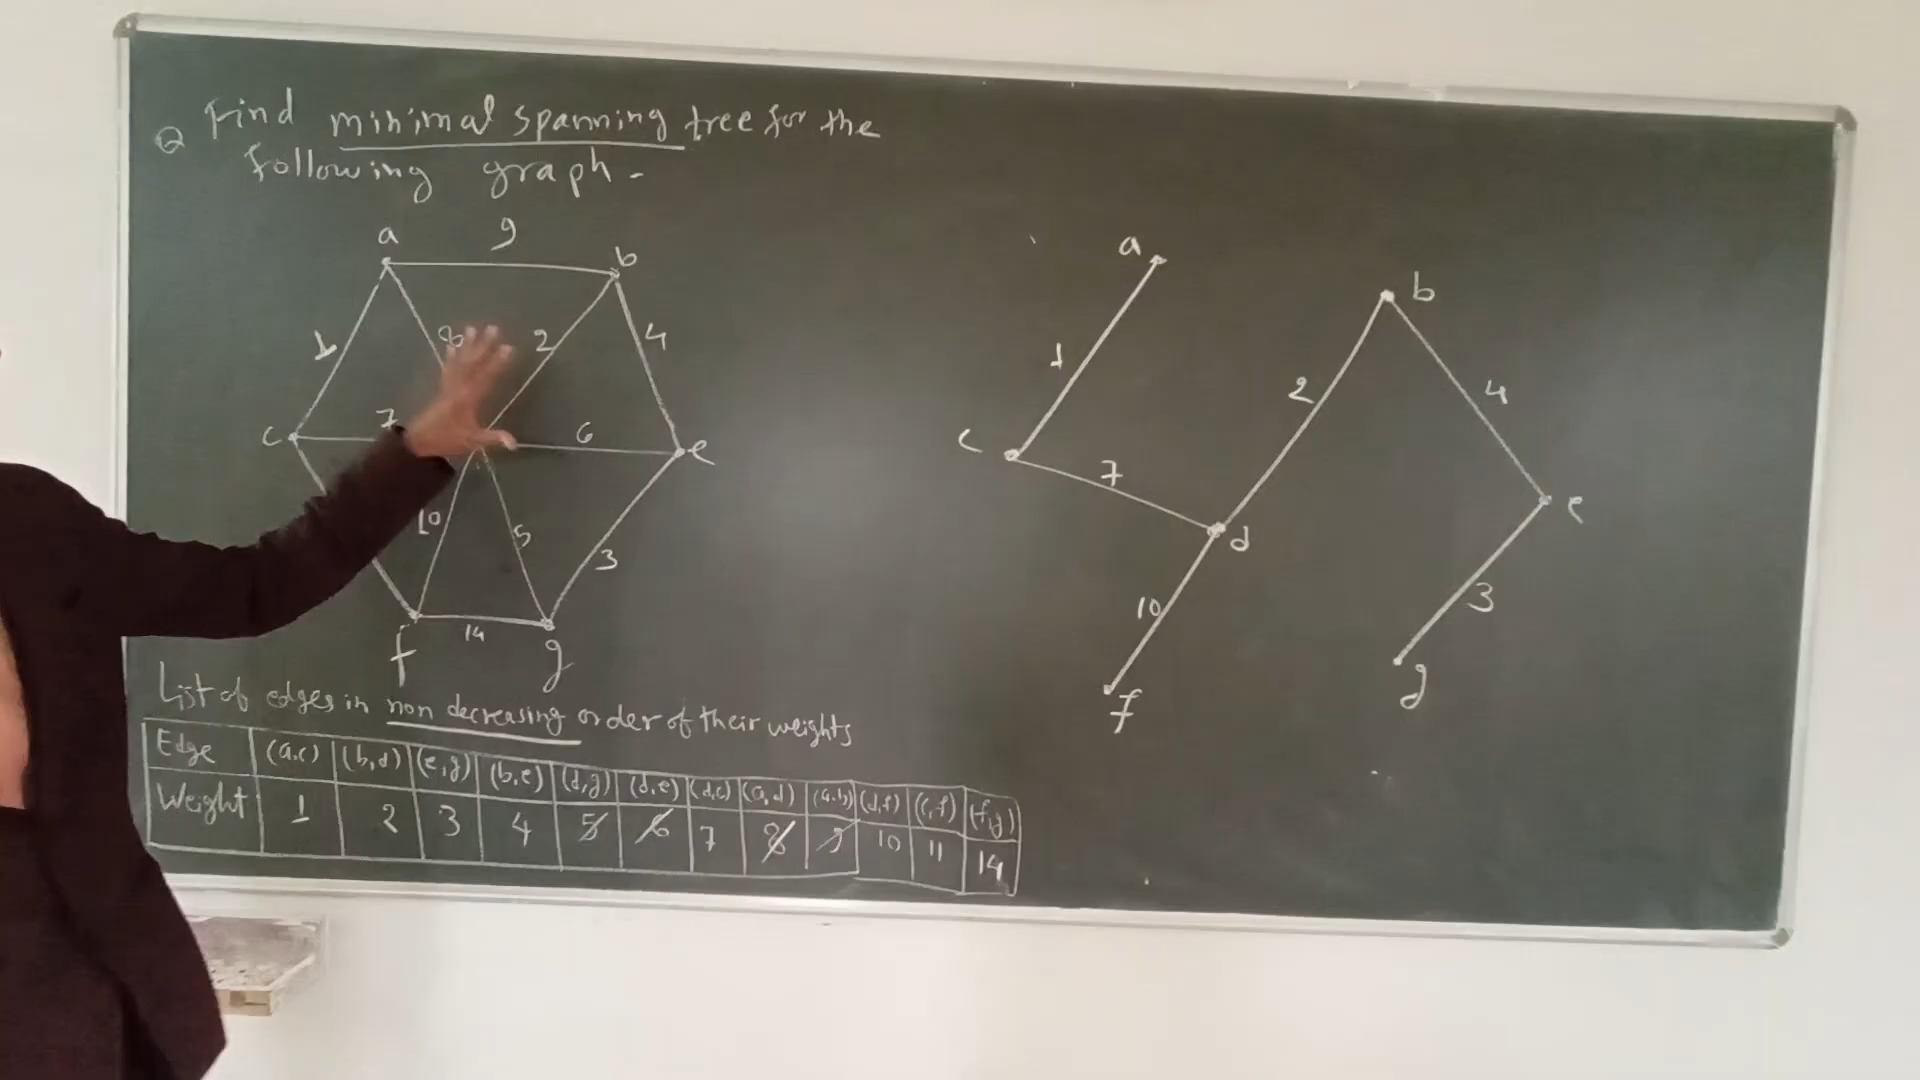 Q Find minimal spanning tree for the
following graph.
a 9 b
1 8 2 4
c 7 6 e
10 5 3
f 14 g
a
b
1 2 4
c 7 d e
10 3
f g
List of edges in non decreasing order of their weights
Edge (a,c) (b,d) (e,g) (b,e) (d,g) (d,e) (d,c) (a,d) (a,b) (d,f) (c,f) (f,g)
Weight 1 2 3 4 5 6 7 8 9 10 11 14